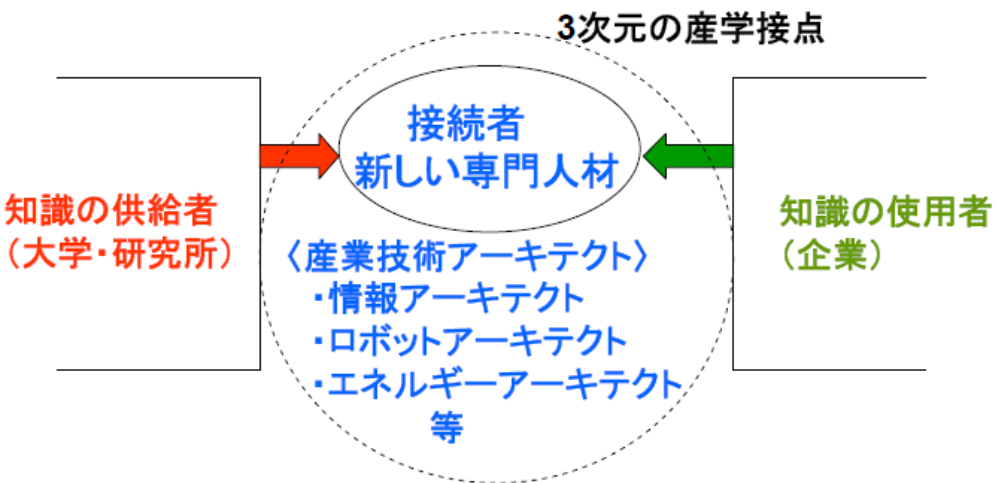 3次元の産学接点
接続者
新しい専門人材
知識の供給者
（大学・研究所）
〈産業技術アーキテクト〉
・情報アーキテクト
・ロボットアーキテクト
・エネルギーアーキテクト
等
知識の使用者
（企業）